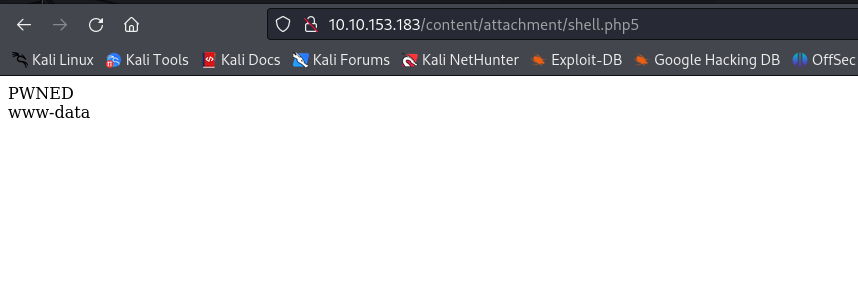 10.10.153.183/content/attachment/shell.php5
Kali Linux Kali Tools Kali Docs Kali Forums Kali NetHunter Exploit-DB Google Hacking DB OffSec
PWNED
www-data